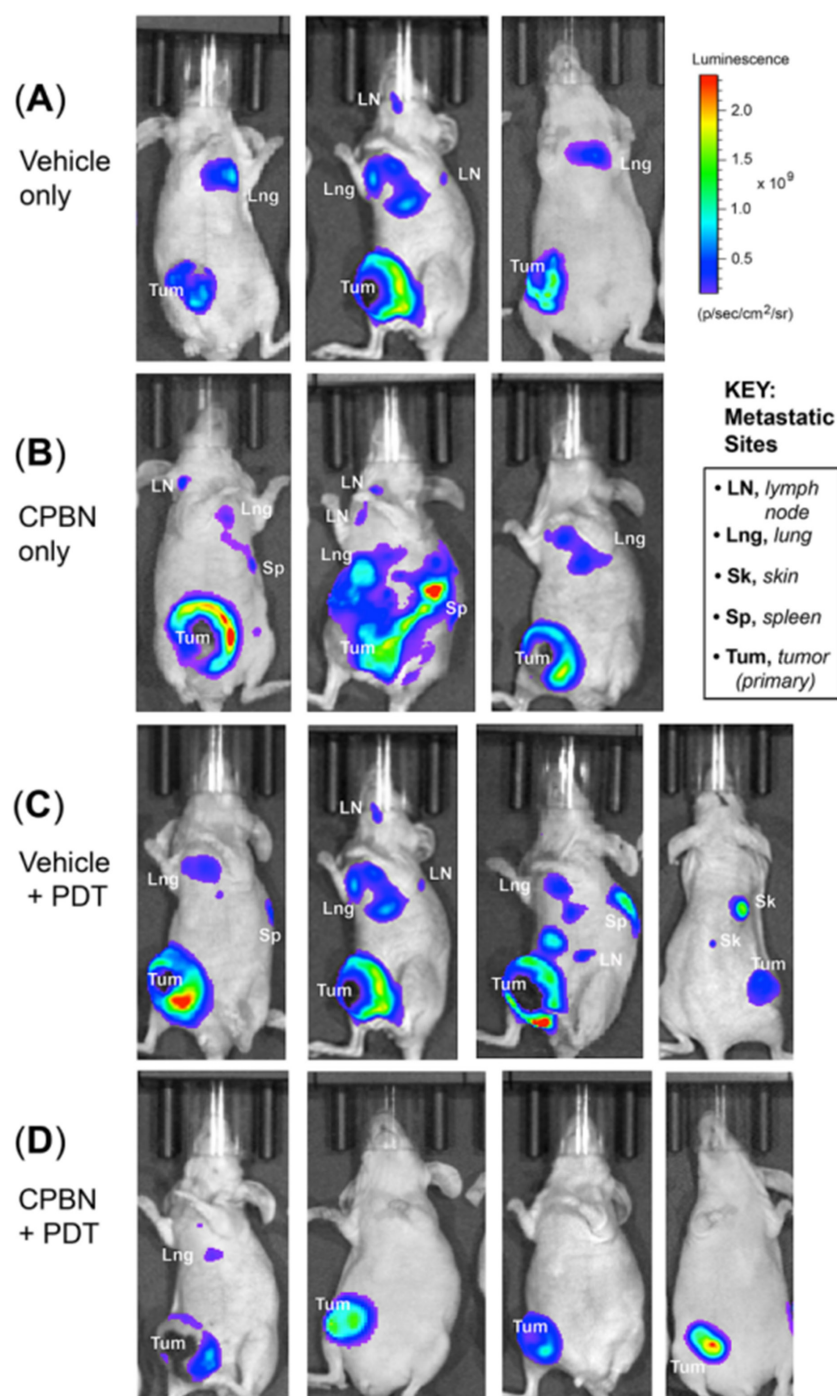 (A)
Vehicle
only
Lng
Tum
LN
Lng
LN
Tum
Lng
Tum
Luminescence
2.0
1.5
x 10⁹
1.0
0.5
(p/sec/cm²/sr)
(B)
CPBN
only
LN
Lng
Sp
Tum
LN
LN
Lng
Sp
Tum
Lng
Tum
KEY:
Metastatic
Sites
• LN, lymph
node
• Lng, lung
• Sk, skin
• Sp, spleen
• Tum, tumor
(primary)
(C)
Vehicle
+ PDT
Lng
Sp
Tum
LN
LN
Lng
Tum
Lng
Sp
LN
Tum
Sk
Sk
Tum
(D)
CPBN
+ PDT
Lng
Tum
Tum
Tum
Tum